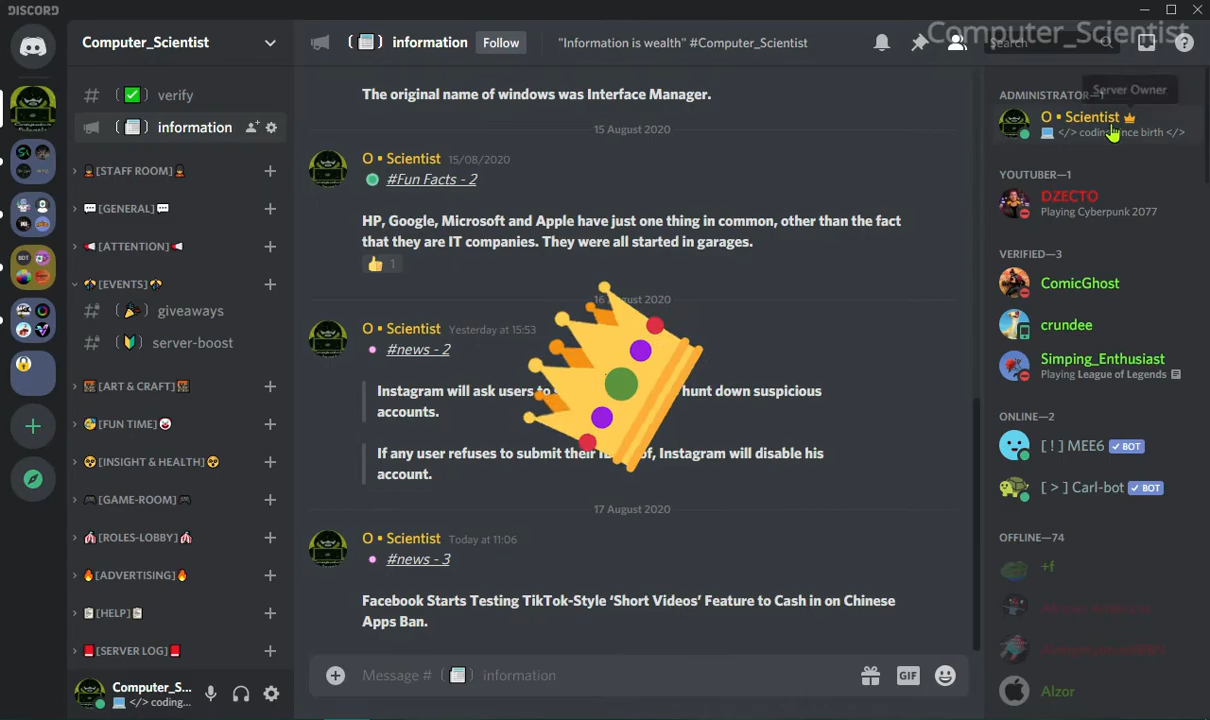 DISCORD
Computer_Scientist
Computer_Scientist
information
Follow
"Information is wealth" #Computer_Scientist
Search
verify
information
[STAFF ROOM]
[GENERAL]
[ATTENTION]
[EVENTS]
giveaways
server-boost
[ART & CRAFT]
[FUN TIME]
[INSIGHT & HEALTH]
[GAME-ROOM]
[ROLES-LOBBY]
[ADVERTISING]
[HELP]
[SERVER LOG]
Computer_S...
</> coding...
The original name of windows was Interface Manager.
15 August 2020
O • Scientist 15/08/2020
#Fun Facts - 2
HP, Google, Microsoft and Apple have just one thing in common, other than the fact
that they are IT companies. They were all started in garages.
1
16 August 2020
O • Scientist Yesterday at 15:53
#news - 2
Instagram will ask users to hunt down suspicious
accounts.
If any user refuses to submit their Instagram will disable his
account.
17 August 2020
O • Scientist Today at 11:06
#news - 3
Facebook Starts Testing TikTok-Style ‘Short Videos’ Feature to Cash in on Chinese
Apps Ban.
Message # ( ) information
GIF
ADMINISTRATOR—1
Server Owner
O • Scientist
</> coding since birth </>
YOUTUBER—1
DZECTO
Playing Cyberpunk 2077
VERIFIED—3
ComicGhost
crundee
Simping_Enthusiast
Playing League of Legends
ONLINE—2
[ ! ] MEE6 BOT
[ > ] Carl-bot BOT
OFFLINE—74
+f
Alzor